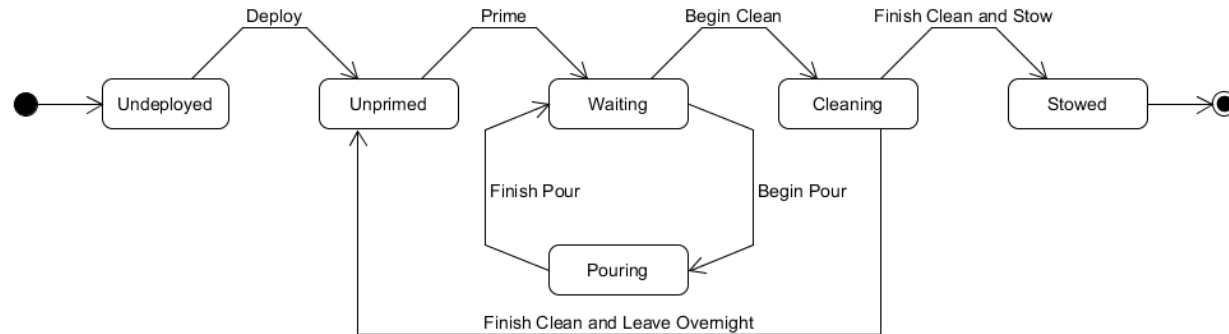 Deploy
Prime
Begin Clean
Finish Clean and Stow
Undeployed
Unprimed
Waiting
Cleaning
Stowed
Finish Pour
Begin Pour
Pouring
Finish Clean and Leave Overnight